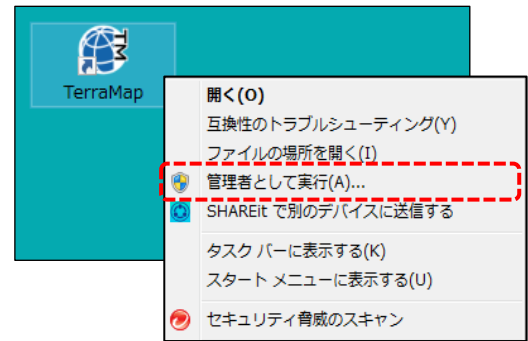 TM
TerraMap
開く(O)
互換性のトラブルシューティング(Y)
ファイルの場所を開く(I)
管理者として実行(A)...
SHAREit で別のデバイスに送信する
タスク バーに表示する(K)
スタート メニューに表示する(U)
セキュリティ脅威のスキャン